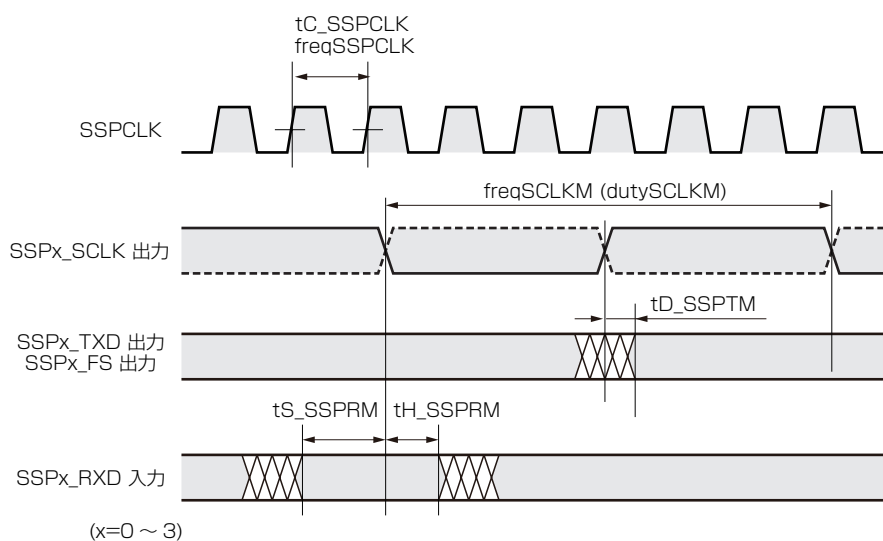 tC_SSPCLK
freqSSPCLK
SSPCLK
freqSCLKM (dutySCLKM)
SSPx_SCLK 出力
tD_SSPTM
SSPx_TXD 出力
SSPx_FS 出力
tS_SSPRM
tH_SSPRM
SSPx_RXD 入力
(x=0 ～ 3)